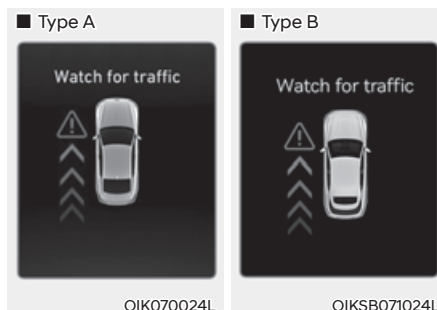 ■ Type A
Watch for traffic
OIK070024L
■ Type B
Watch for traffic
OIKSB071024L